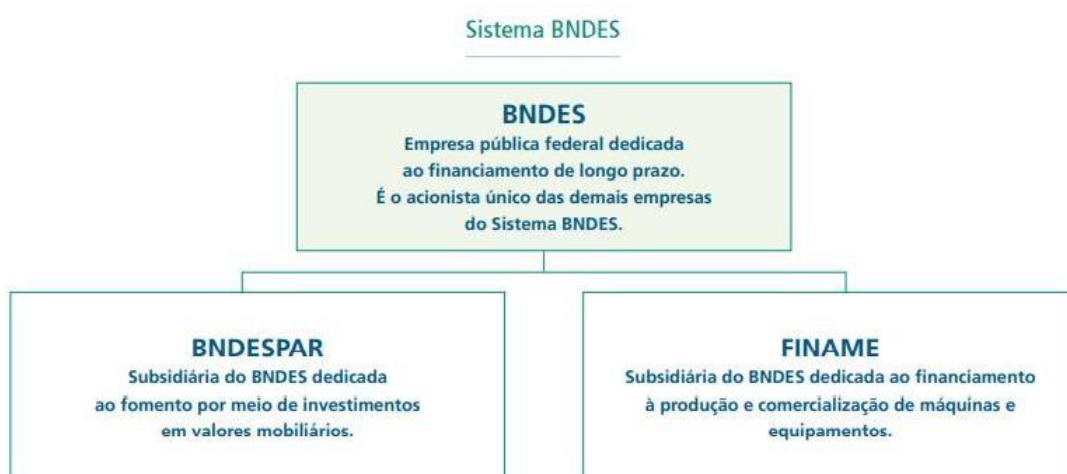 Sistema BNDES
BNDES
Empresa pública federal dedicada
ao financiamento de longo prazo.
É o acionista único das demais empresas
do Sistema BNDES.
BNDESPAR
Subsidiária do BNDES dedicada
ao fomento por meio de investimentos
em valores mobiliários.
FINAME
Subsidiária do BNDES dedicada ao financiamento
à produção e comercialização de máquinas e
equipamentos.